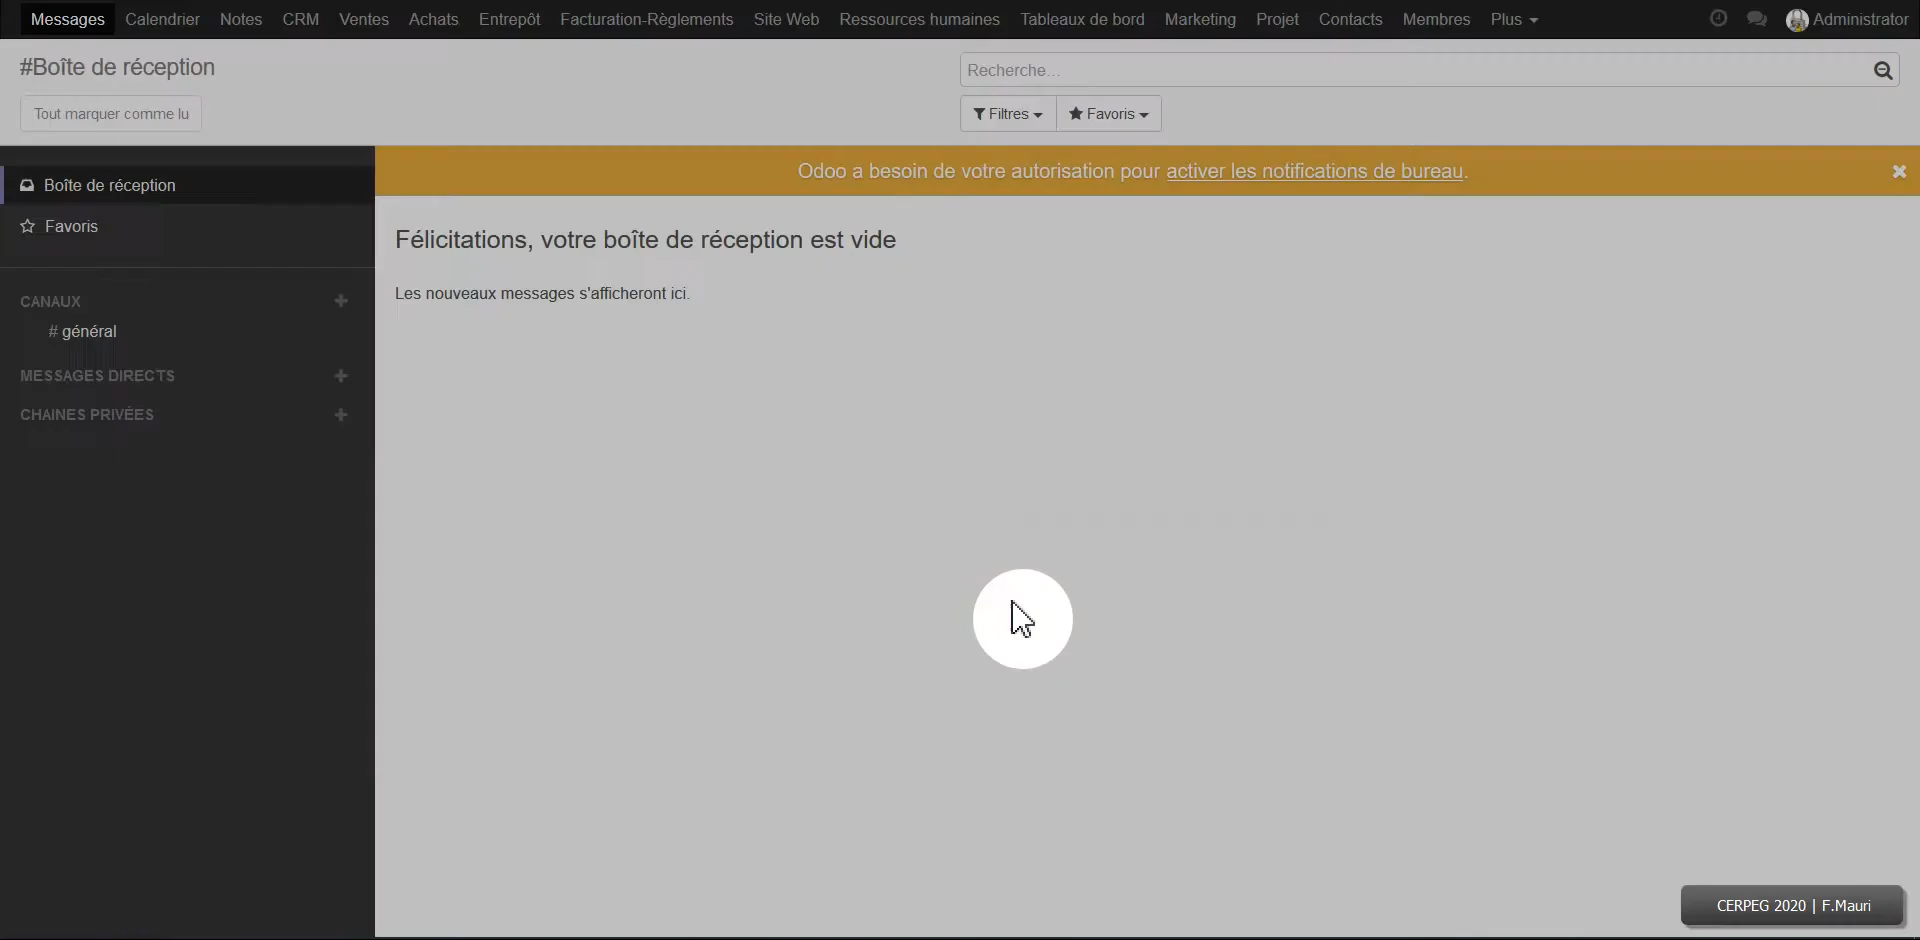 Messages Calendrier Notes CRM Ventes Achats Entrepôt Facturation-Règlements Site Web Ressources humaines Tableaux de bord Marketing Projet Contacts Membres Plus Administrator
#Boîte de réception
Recherche...
Tout marquer comme lu
Filtres Favoris
Odoo a besoin de votre autorisation pour activer les notifications de bureau.
Boîte de réception
Favoris
Félicitations, votre boîte de réception est vide
Les nouveaux messages s'afficheront ici.
CANAUX
# général
MESSAGES DIRECTS
CHAINES PRIVÉES
CERPEG 2020 | F.Mauri